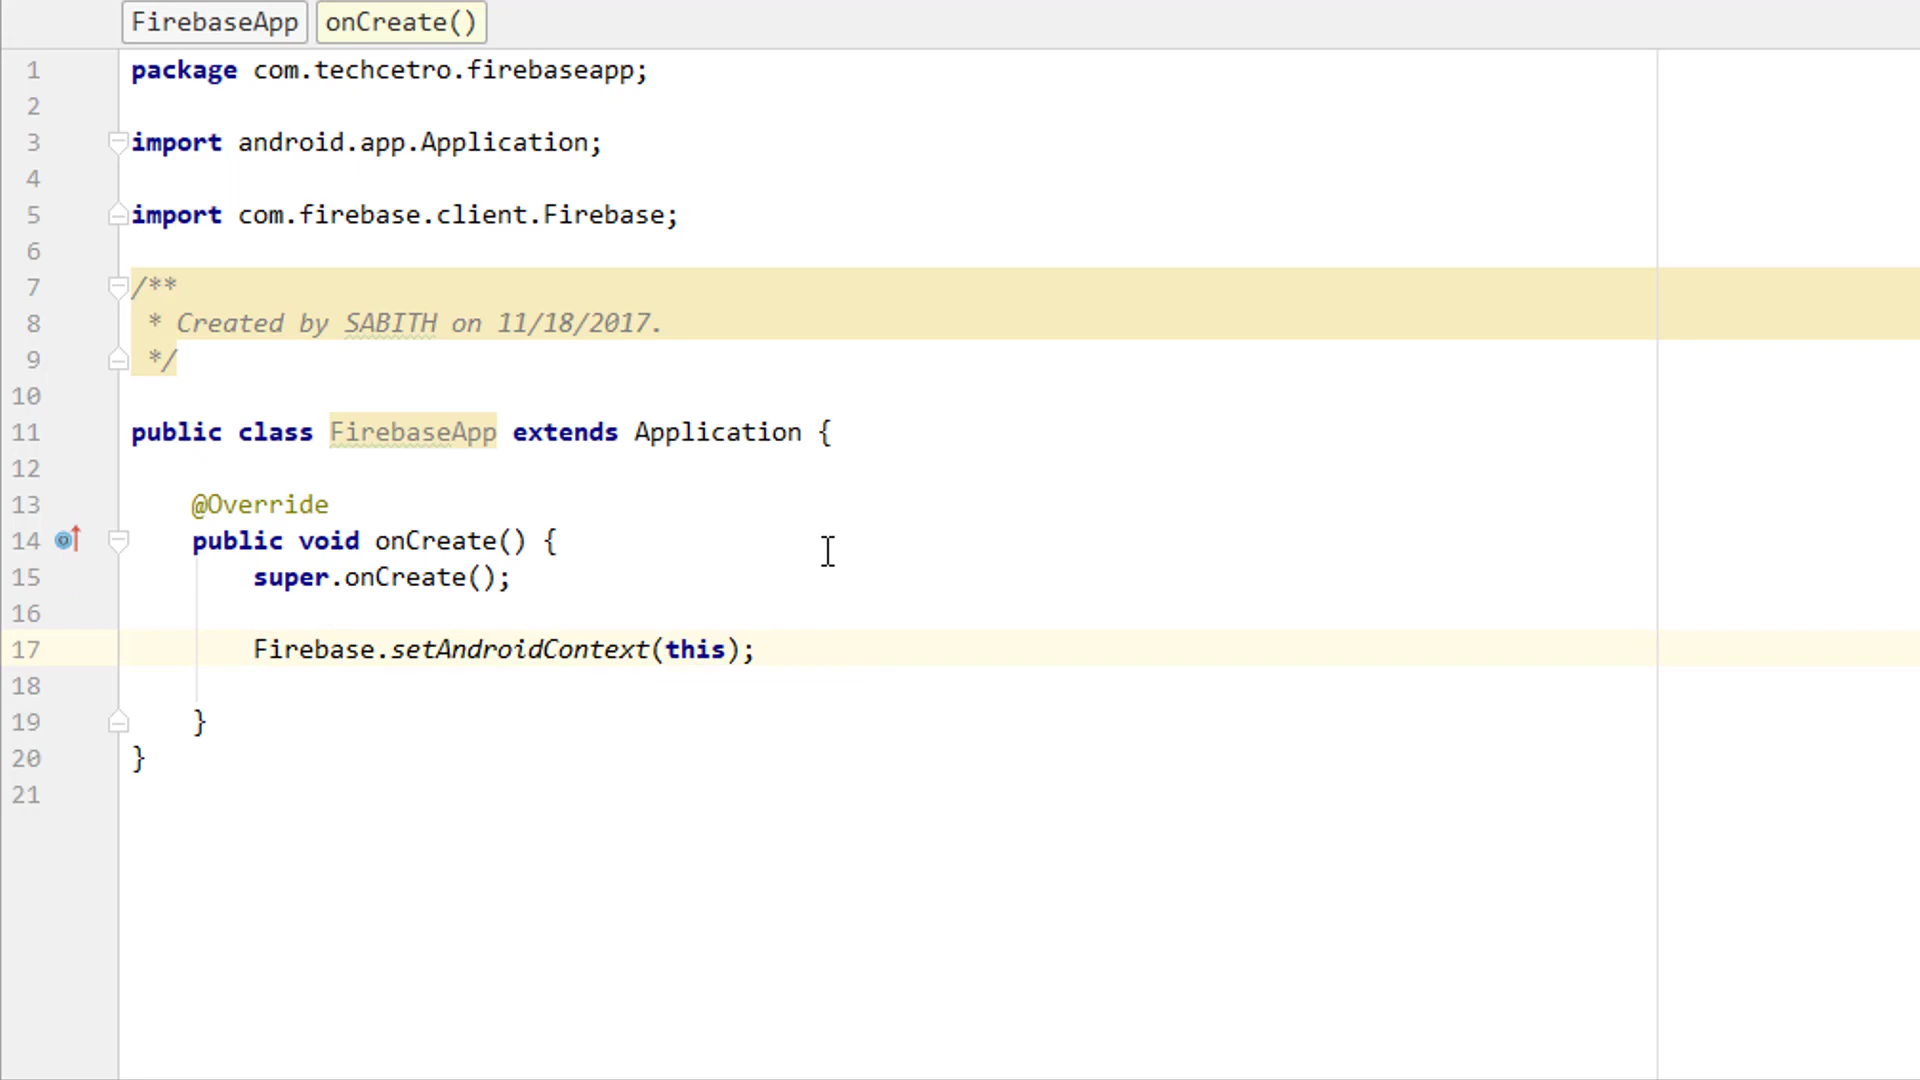 FirebaseApp onCreate()
1 package com.techcetro.firebaseapp;
2
3 import android.app.Application;
4
5 import com.firebase.client.Firebase;
6
7 /**
8 * Created by SABITH on 11/18/2017.
9 */
10
11 public class FirebaseApp extends Application {
12
13 @Override
14 public void onCreate() {
15 super.onCreate();
16
17 Firebase.setAndroidContext(this);
18
19 }
20 }
21